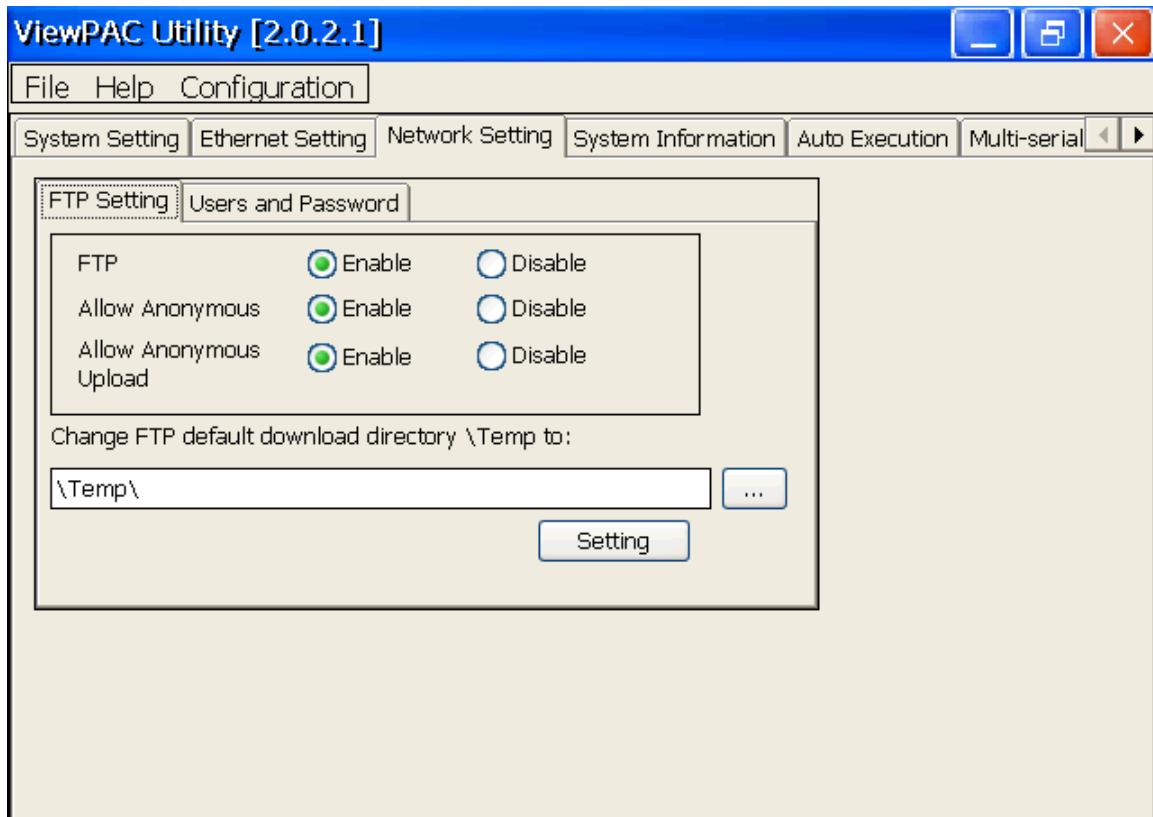 ViewPAC Utility [2.0.2.1]
File Help Configuration
System Setting Ethernet Setting Network Setting System Information Auto Execution Multi-serial
FTP Setting Users and Password
FTP Enable Disable
Allow Anonymous Enable Disable
Allow Anonymous Upload Enable Disable
Change FTP default download directory \Temp to:
\Temp\ ...
Setting